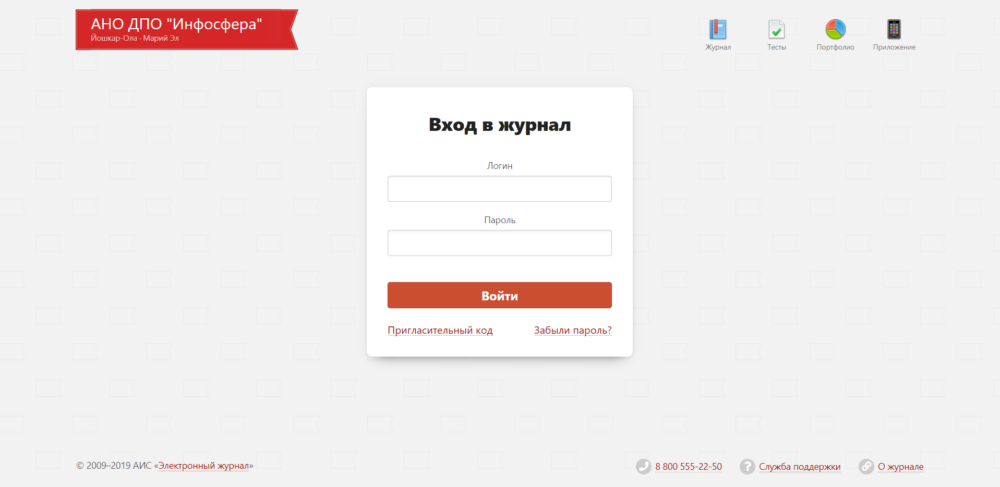 АНО ДПО "Инфосфера"
Йошкар-Ола · Марий Эл
Журнал
Тесты
Портфолио
Приложение
Вход в журнал
Логин
Пароль
Войти
Пригласительный код
Забыли пароль?
© 2009–2019 АИС «Электронный журнал»
8 800 555-22-50
Служба поддержки
О журнале